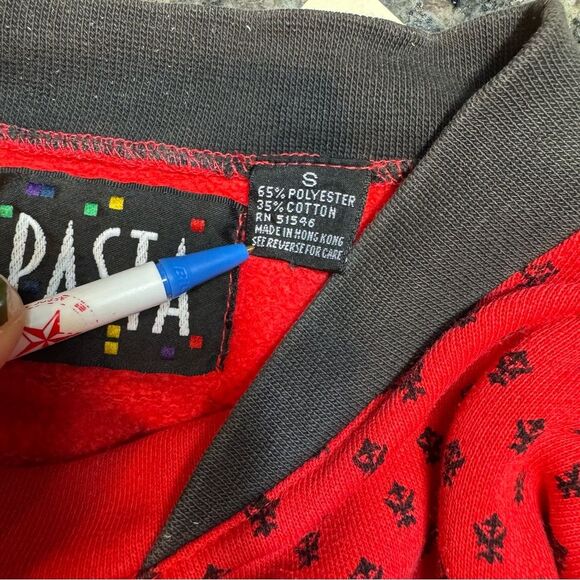 PASTA
S
65% POLYESTER
35% COTTON
RN 51546
MADE IN HONG KONG
SEE REVERSE FOR CARE